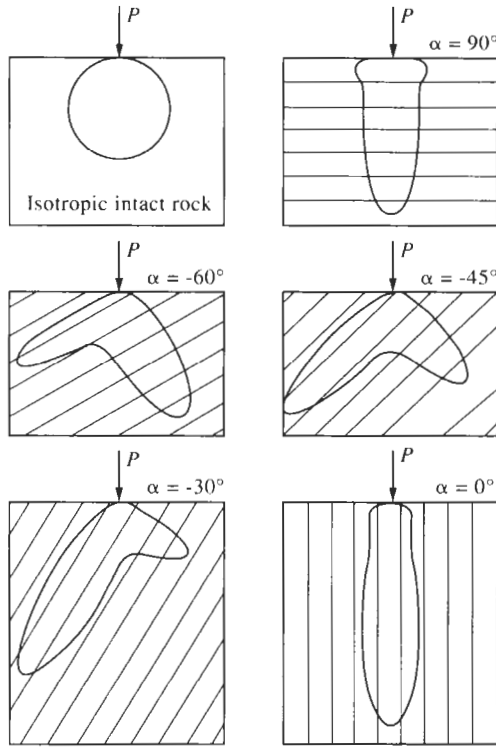 P
P
α = 90°
Isotropic intact rock
P
α = -60°
P
α = -45°
P
α = -30°
P
α = 0°